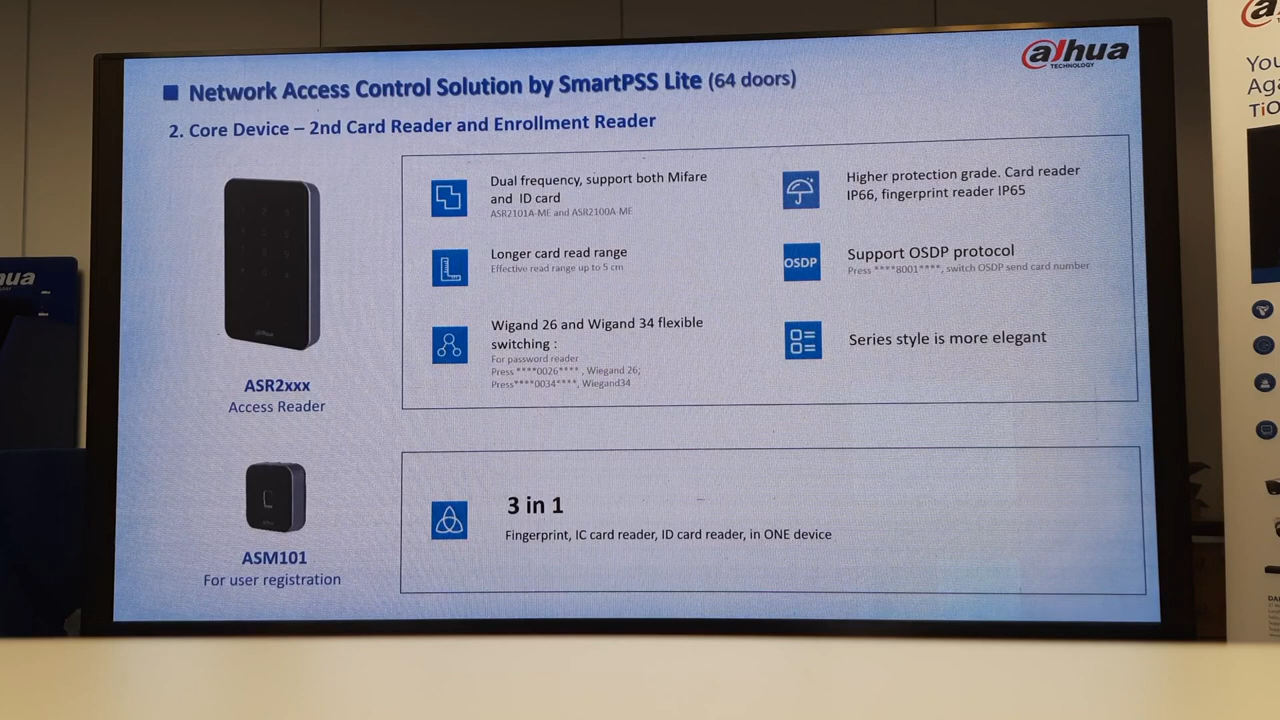 alhua
TECHNOLOGY
Network Access Control Solution by SmartPSS Lite (64 doors)
2. Core Device – 2nd Card Reader and Enrollment Reader
Dual frequency, support both Mifare
and ID card
ASR2101A-ME and ASR2100A-ME
Higher protection grade. Card reader
IP66, fingerprint reader IP65
Longer card read range
Effective read range up to 5 cm
OSDP
Support OSDP protocol
Press ****8001****, switch OSDP send card number
Wigand 26 and Wigand 34 flexible
switching :
For password reader
Press ****0026**** , Wiegand 26;
Press****0034****, Wiegand34
Series style is more elegant
ASR2xxx
Access Reader
3 in 1
Fingerprint, IC card reader, ID card reader, in ONE device
ASM101
For user registration
hua
You
Aga
TiO
DA